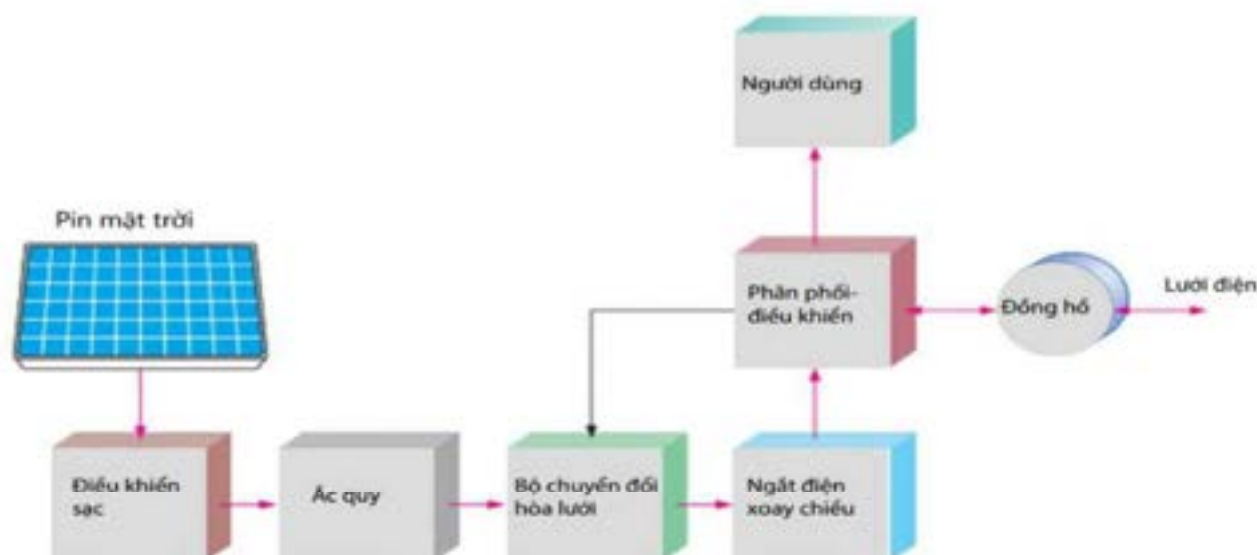 Người dùng
Pin mặt trời
Phân phối-
điều khiển
Đồng hồ
Lưới điện
Điều khiển
sạc
Ác quy
Bộ chuyển đổi
hòa lưới
Ngắt điện
xoay chiều